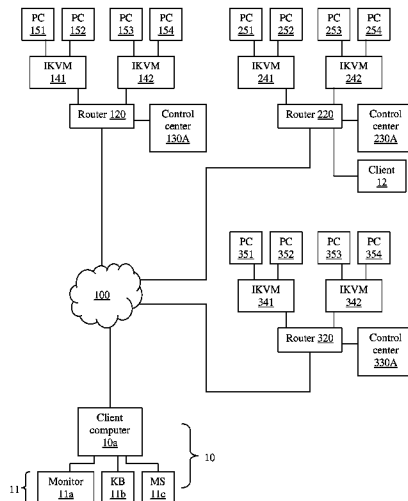 PC 151
PC 152
PC 153
PC 154
IKVM 141
IKVM 142
Router 120
Control center 130A
PC 251
PC 252
PC 253
PC 254
IKVM 241
IKVM 242
Router 220
Control center 230A
Client 12
100
PC 351
PC 352
PC 353
PC 354
IKVM 341
IKVM 342
Router 320
Control center 330A
Client computer 10a
10
11
Monitor 11a
KB 11b
MS 11c